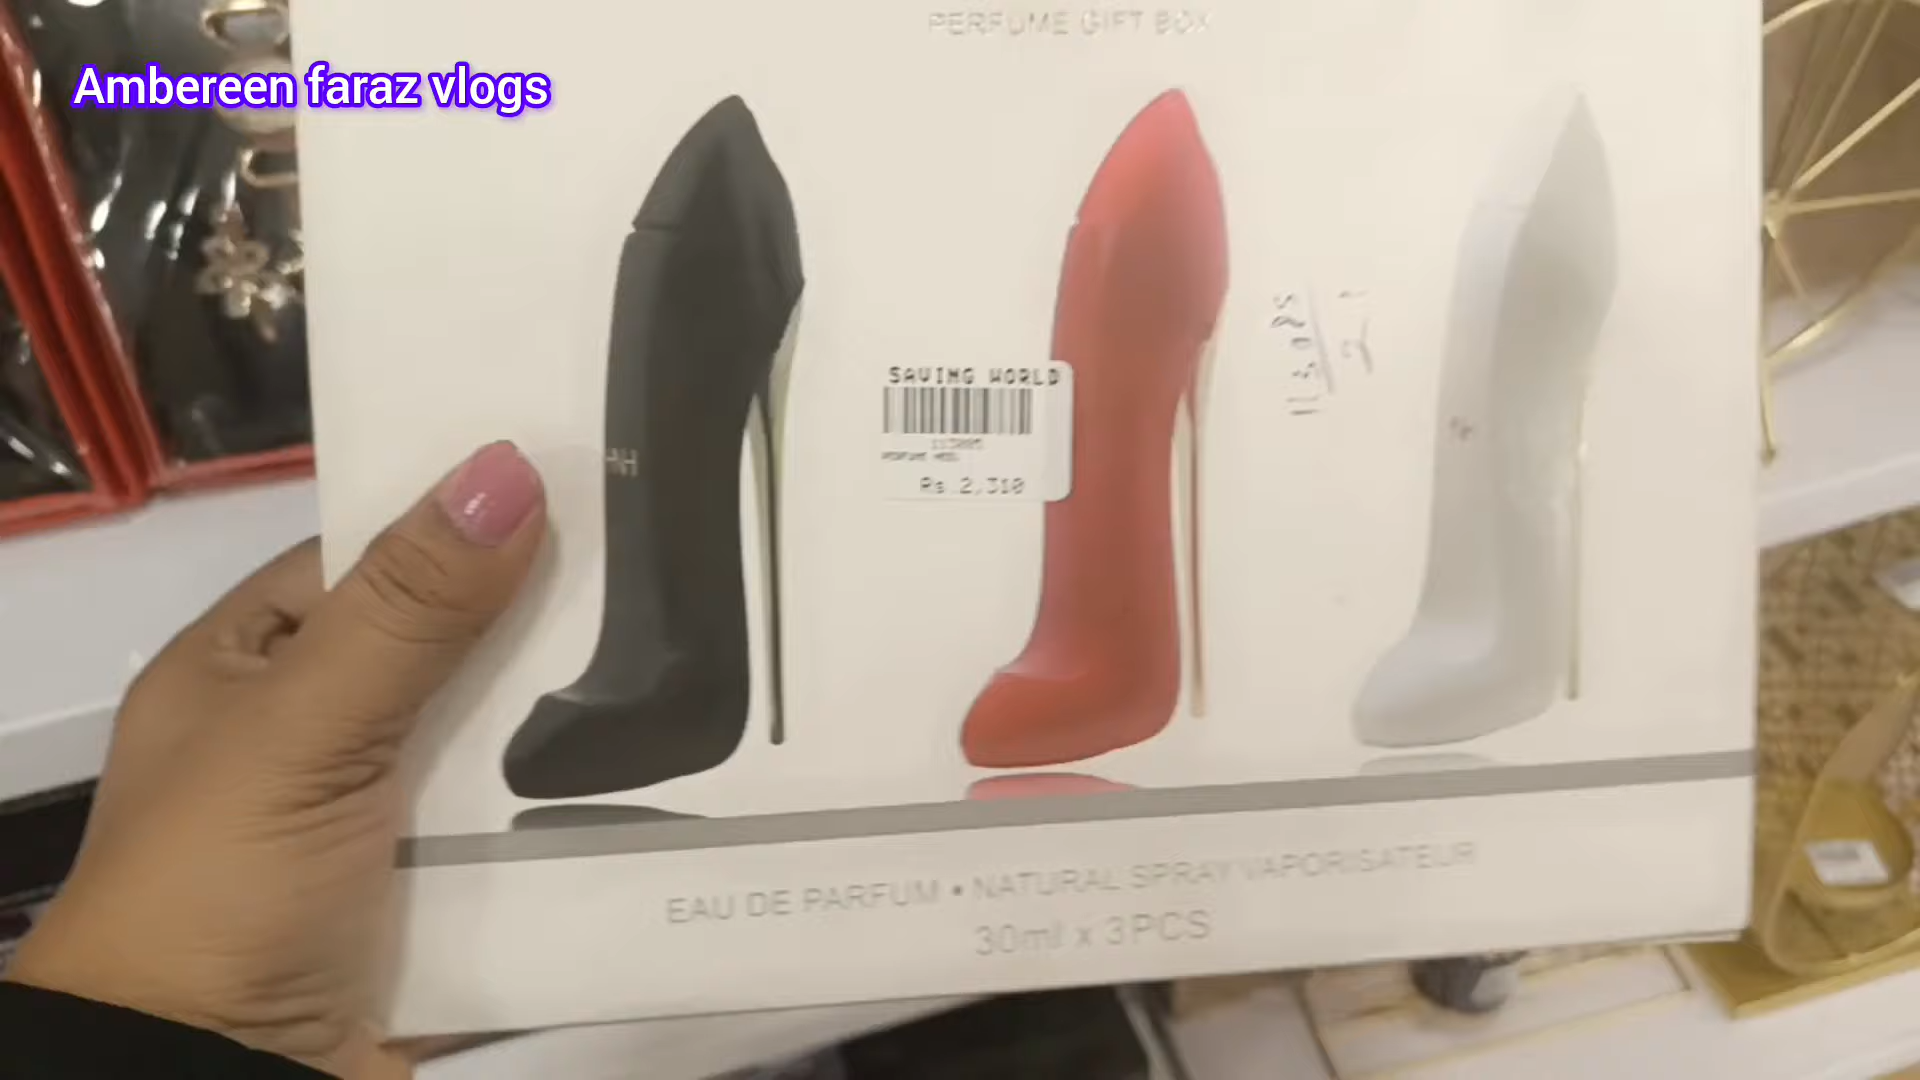 PERFUME GIFT BOX
Ambereen faraz vlogs
SAVING WORLD
Rs.2,310
EAU DE PARFUM • NATURAL SPRAY VAPORISATEUR
30ml x 3PCS